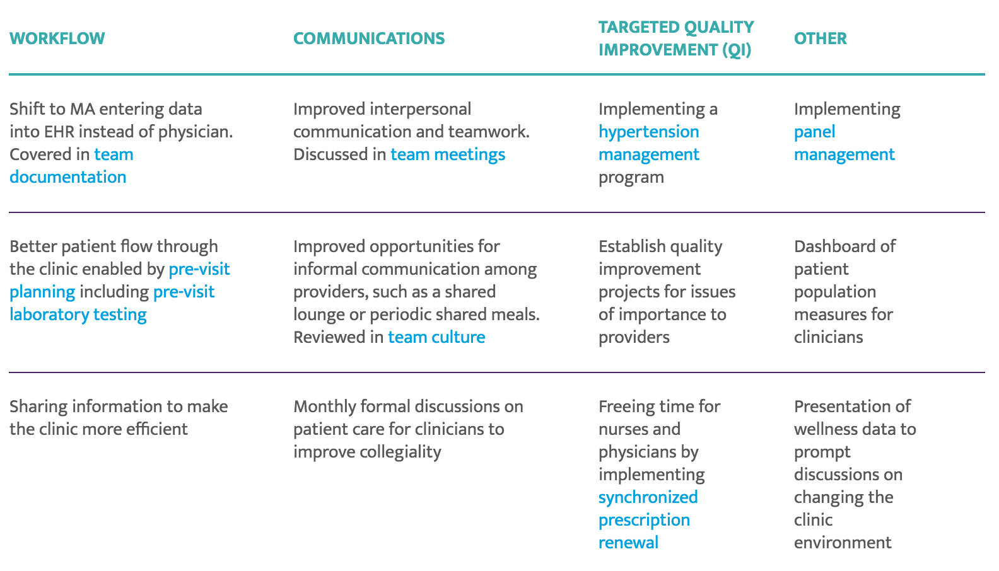 WORKFLOW
COMMUNICATIONS
TARGETED QUALITY
IMPROVEMENT (QI)
OTHER
Shift to MA entering data
into EHR instead of physician.
Covered in team
documentation
Improved interpersonal
communication and teamwork.
Discussed in team meetings
Implementing a
hypertension
management
program
Implementing
panel
management
Better patient flow through
the clinic enabled by pre-visit
planning including pre-visit
laboratory testing
Improved opportunities for
informal communication among
providers, such as a shared
lounge or periodic shared meals.
Reviewed in team culture
Establish quality
improvement
projects for issues
of importance to
providers
Dashboard of
patient
population
measures for
clinicians
Sharing information to make
the clinic more efficient
Monthly formal discussions on
patient care for clinicians to
improve collegiality
Freeing time for
nurses and
physicians by
implementing
synchronized
prescription
renewal
Presentation of
wellness data to
prompt
discussions on
changing the
clinic
environment